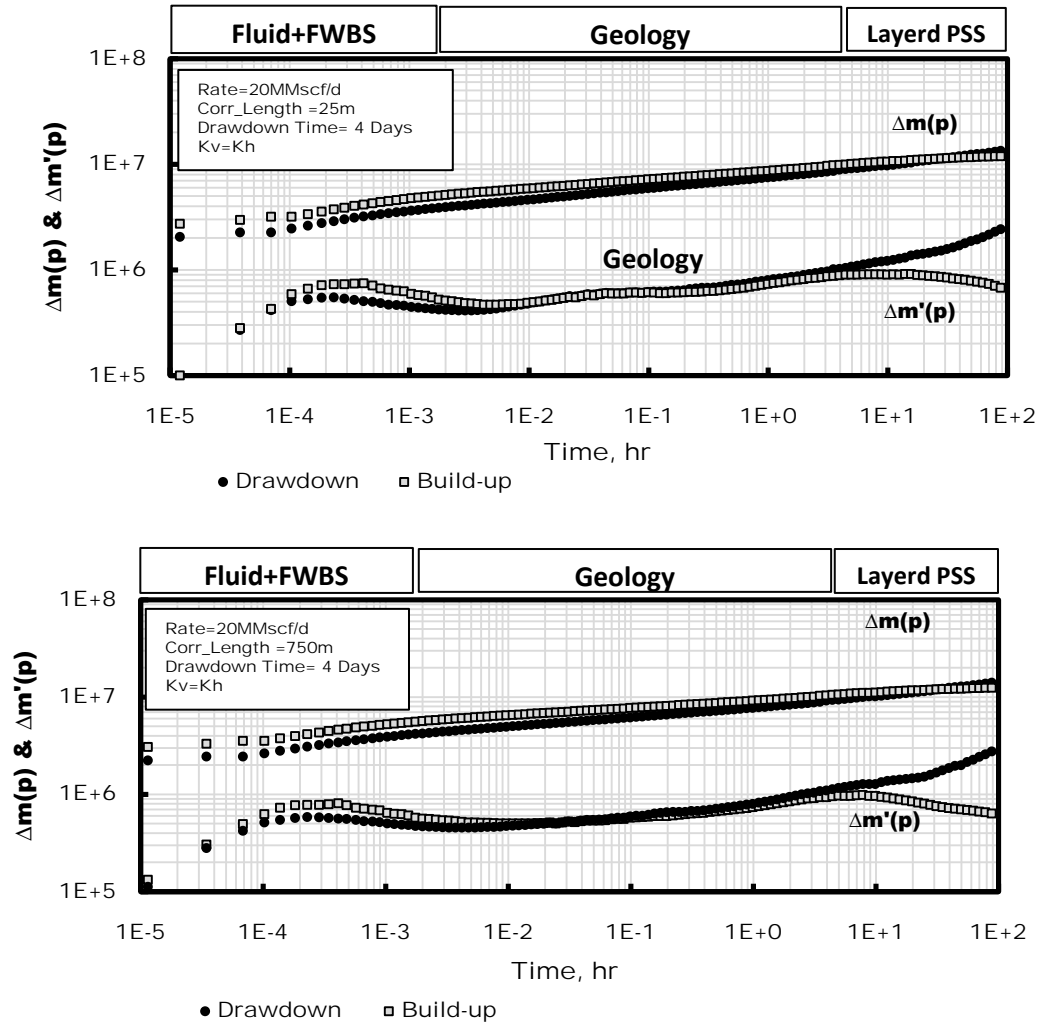 Fluid+FWBS Geology Layerd PSS
1E+8
Rate=20MMscf/d
Corr_Length =25m
Drawdown Time= 4 Days
Kv=Kh
Δm(p)
1E+7
Δm(p) & Δm'(p)
Geology
1E+6
Δm'(p)
1E+5
1E-5 1E-4 1E-3 1E-2 1E-1 1E+0 1E+1 1E+2
Time, hr
Drawdown Build-up
Fluid+FWBS Geology Layerd PSS
1E+8
Rate=20MMscf/d
Corr_Length =750m
Drawdown Time= 4 Days
Kv=Kh
Δm(p)
1E+7
Δm(p) & Δm'(p)
1E+6
Δm'(p)
1E+5
1E-5 1E-4 1E-3 1E-2 1E-1 1E+0 1E+1 1E+2
Time, hr
Drawdown Build-up